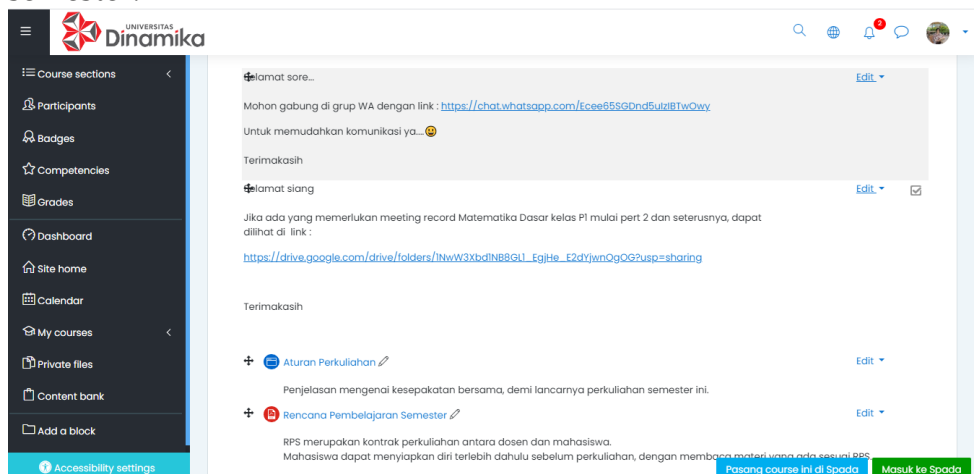 UNIVERSITAS
Dinamika
2
Course sections
Participants
Badges
Competencies
Grades
Dashboard
Site home
Calendar
My courses
Private files
Content bank
Add a block
Accessibility settings
Selamat sore...
Edit
Mohon gabung di grup WA dengan link : https://chat.whatsapp.com/Ecee65SGDnd5uIzIBTwOwy
Untuk memudahkan komunikasi ya....😀
Terimakasih
Selamat siang
Edit
Jika ada yang memerlukan meeting record Matematika Dasar kelas P1 mulai pert 2 dan seterusnya, dapat
dilihat di link :
https://drive.google.com/drive/folders/1NwW3Xbd1NB8GL1_EgjHe_E2dYjwnOgOG?usp=sharing
Terimakasih
Aturan Perkuliahan
Edit
Penjelasan mengenai kesepakatan bersama, demi lancarnya perkuliahan semester ini.
Rencana Pembelajaran Semester
Edit
RPS merupakan kontrak perkuliahan antara dosen dan mahasiswa.
Mahasiswa dapat menyiapkan diri terlebih dahulu sebelum perkuliahan, dengan membaca materi yang ada sesuai RPS
Pasang course ini di Spada
Masuk ke Spada